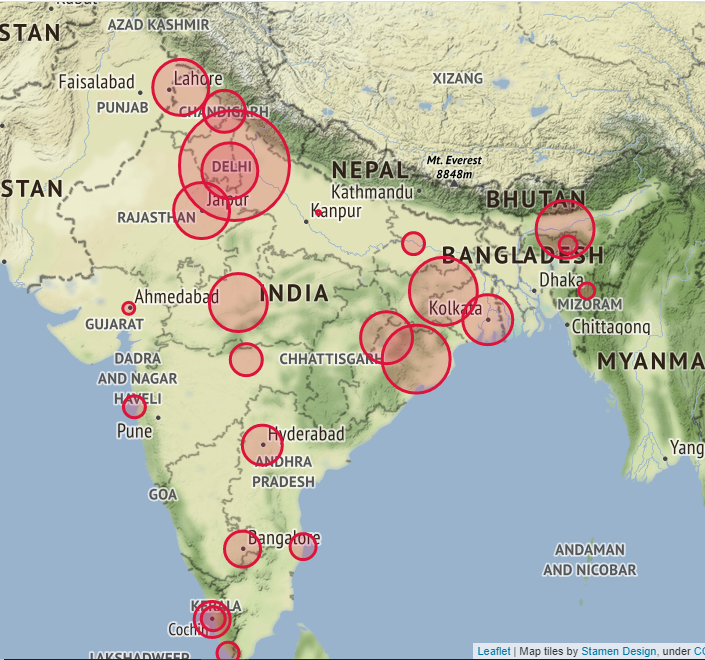 STAN
AZAD KASHMIR
Lahore
Faisalabad
XIZANG
PUNJAB
CHANDIGARH
Mt. Everest
8848m
DELHI
NEPAL
STAN
Kathmandu
BHUTAN
Jaipur
Kanpur
RAJASTHAN
BANGLADESH
Dhaka
Ahmedabad
INDIA
MIZORAM
Kolkata
GUJARAT
Chittagong
DADRA
AND NAGAR
HAVELI
CHHATTISGARH
MYANMA
Pune
Hyderabad
Yang
ANDHRA
PRADESH
GOA
Bangalore
ANDAMAN
AND NICOBAR
KERALA
Cochin
LAKSHADWEEP
Leaflet | Map tiles by Stamen Design, under CC